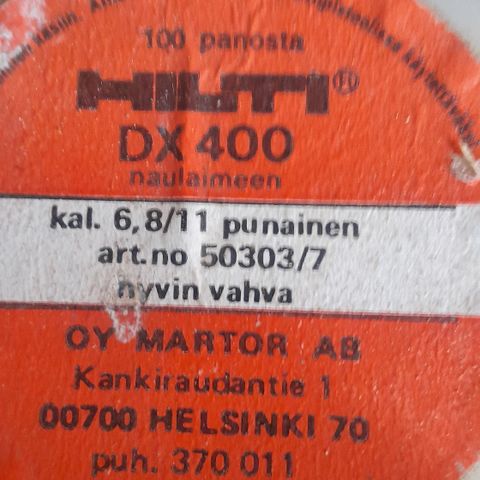 100 panosta
HILTI®
DX 400
naulaimeen
kal. 6,8/11 punainen
art.no 50303/7
hyvin vahva
OY MARTOR AB
Kankiraudantie 1
00700 HELSINKI 70
puh. 370 011